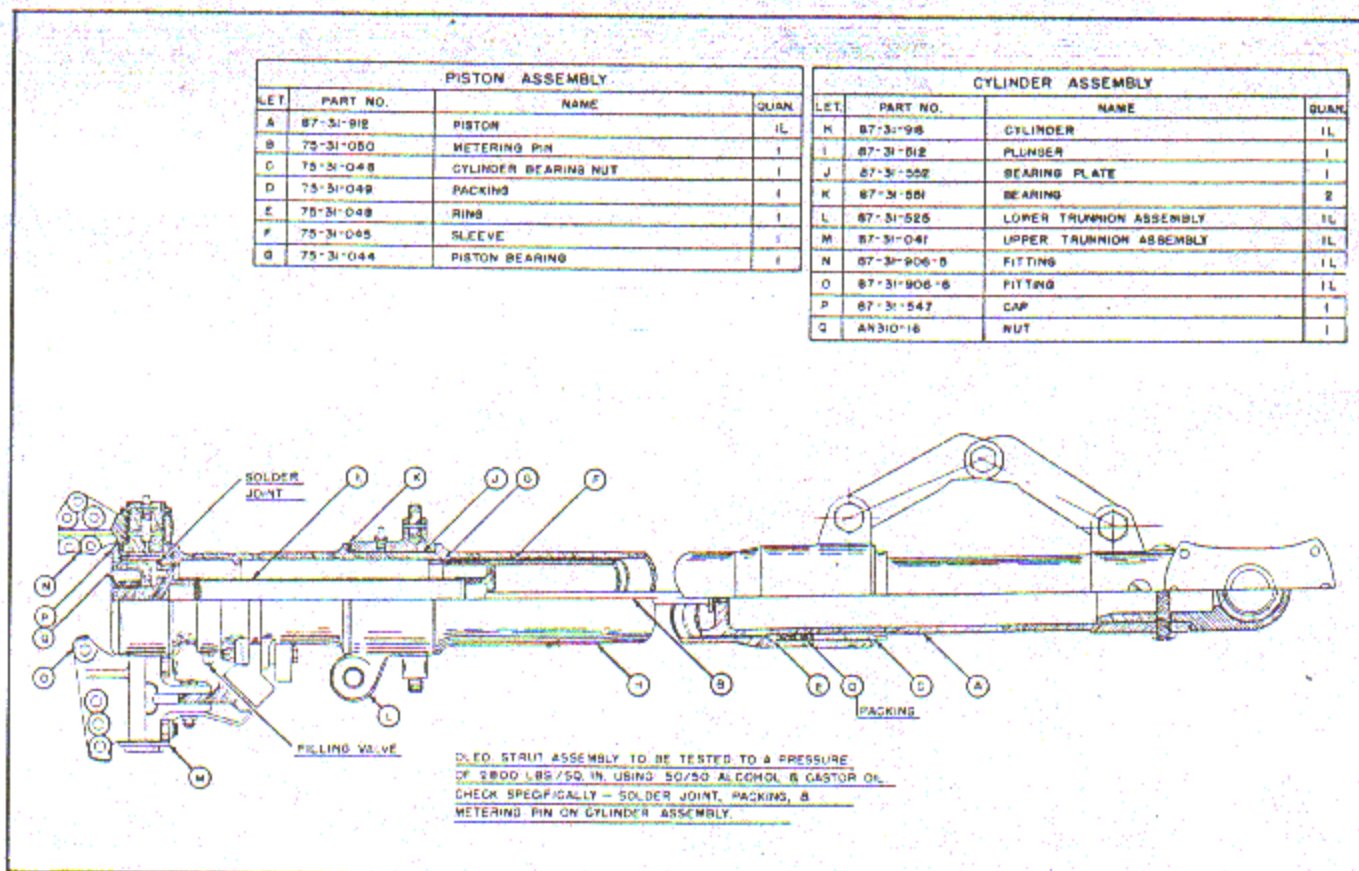 PISTON ASSEMBLY
LET. PART NO. NAME QUAN.
A 87-31-912 PISTON 1L
B 75-31-050 METERING PIN 1
C 75-31-046 CYLINDER BEARING NUT 1
D 75-31-049 PACKING 1
E 75-31-048 RING 1
F 75-31-045 SLEEVE 1
G 75-31-044 PISTON BEARING 1
CYLINDER ASSEMBLY
LET. PART NO. NAME QUAN.
H 87-31-916 CYLINDER 1L
I 87-31-512 PLUNGER 1
J 87-31-552 BEARING PLATE 1
K 87-31-551 BEARING 2
L 87-31-525 LOWER TRUNNION ASSEMBLY 1L
M 87-31-041 UPPER TRUNNION ASSEMBLY 1L
N 87-31-906-5 FITTING 1L
O 87-31-906-6 FITTING 1L
P 87-31-547 CAP 1
Q AN310-16 NUT 1
SOLDER
JOINT
I
K
J
G
F
N
P
Q
O
L
M
H
B
E
D
C
A
PACKING
FILLING VALVE
OLEO STRUT ASSEMBLY TO BE TESTED TO A PRESSURE
OF 2800 LBS/SQ. IN. USING 50/50 ALCOHOL & CASTOR OIL.
CHECK SPECIFICALLY – SOLDER JOINT, PACKING, &
METERING PIN ON CYLINDER ASSEMBLY.